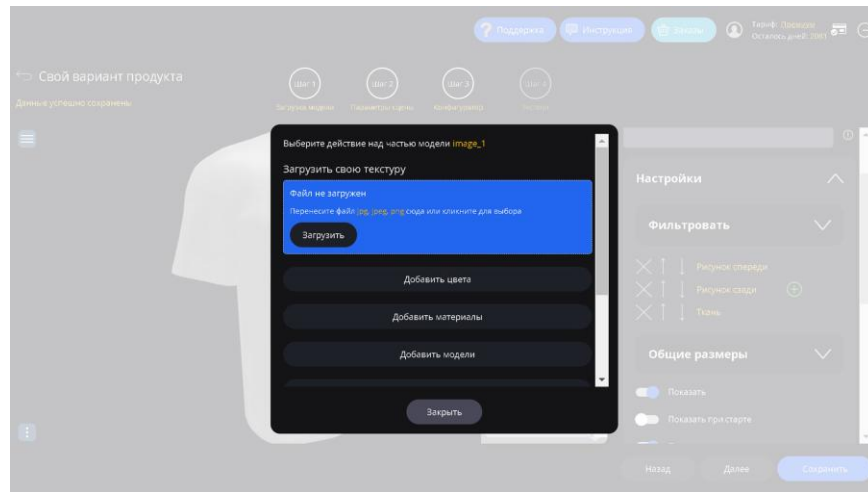 Поддержка
Инструкция
Заказы
Тариф: Премиум
Осталось дней: 2081
Свой вариант продукта
Данные успешно сохранены
Шаг 1
Шаг 2
Шаг 3
Шаг 4
Загрузка модели
Параметры сцены
Конфигуратор
Выберите действие над частью модели image_1
Загрузить свою текстуру
Файл не загружен
Перенесите файл jpg, jpeg, png сюда или кликните для выбора
Загрузить
Добавить цвета
Добавить материалы
Добавить модели
Закрыть
Настройки
Фильтровать
Рисунок спереди
Рисунок сзади
Ткань
Общие размеры
Показать
Показать при старте
Назад
Далее
Сохранить